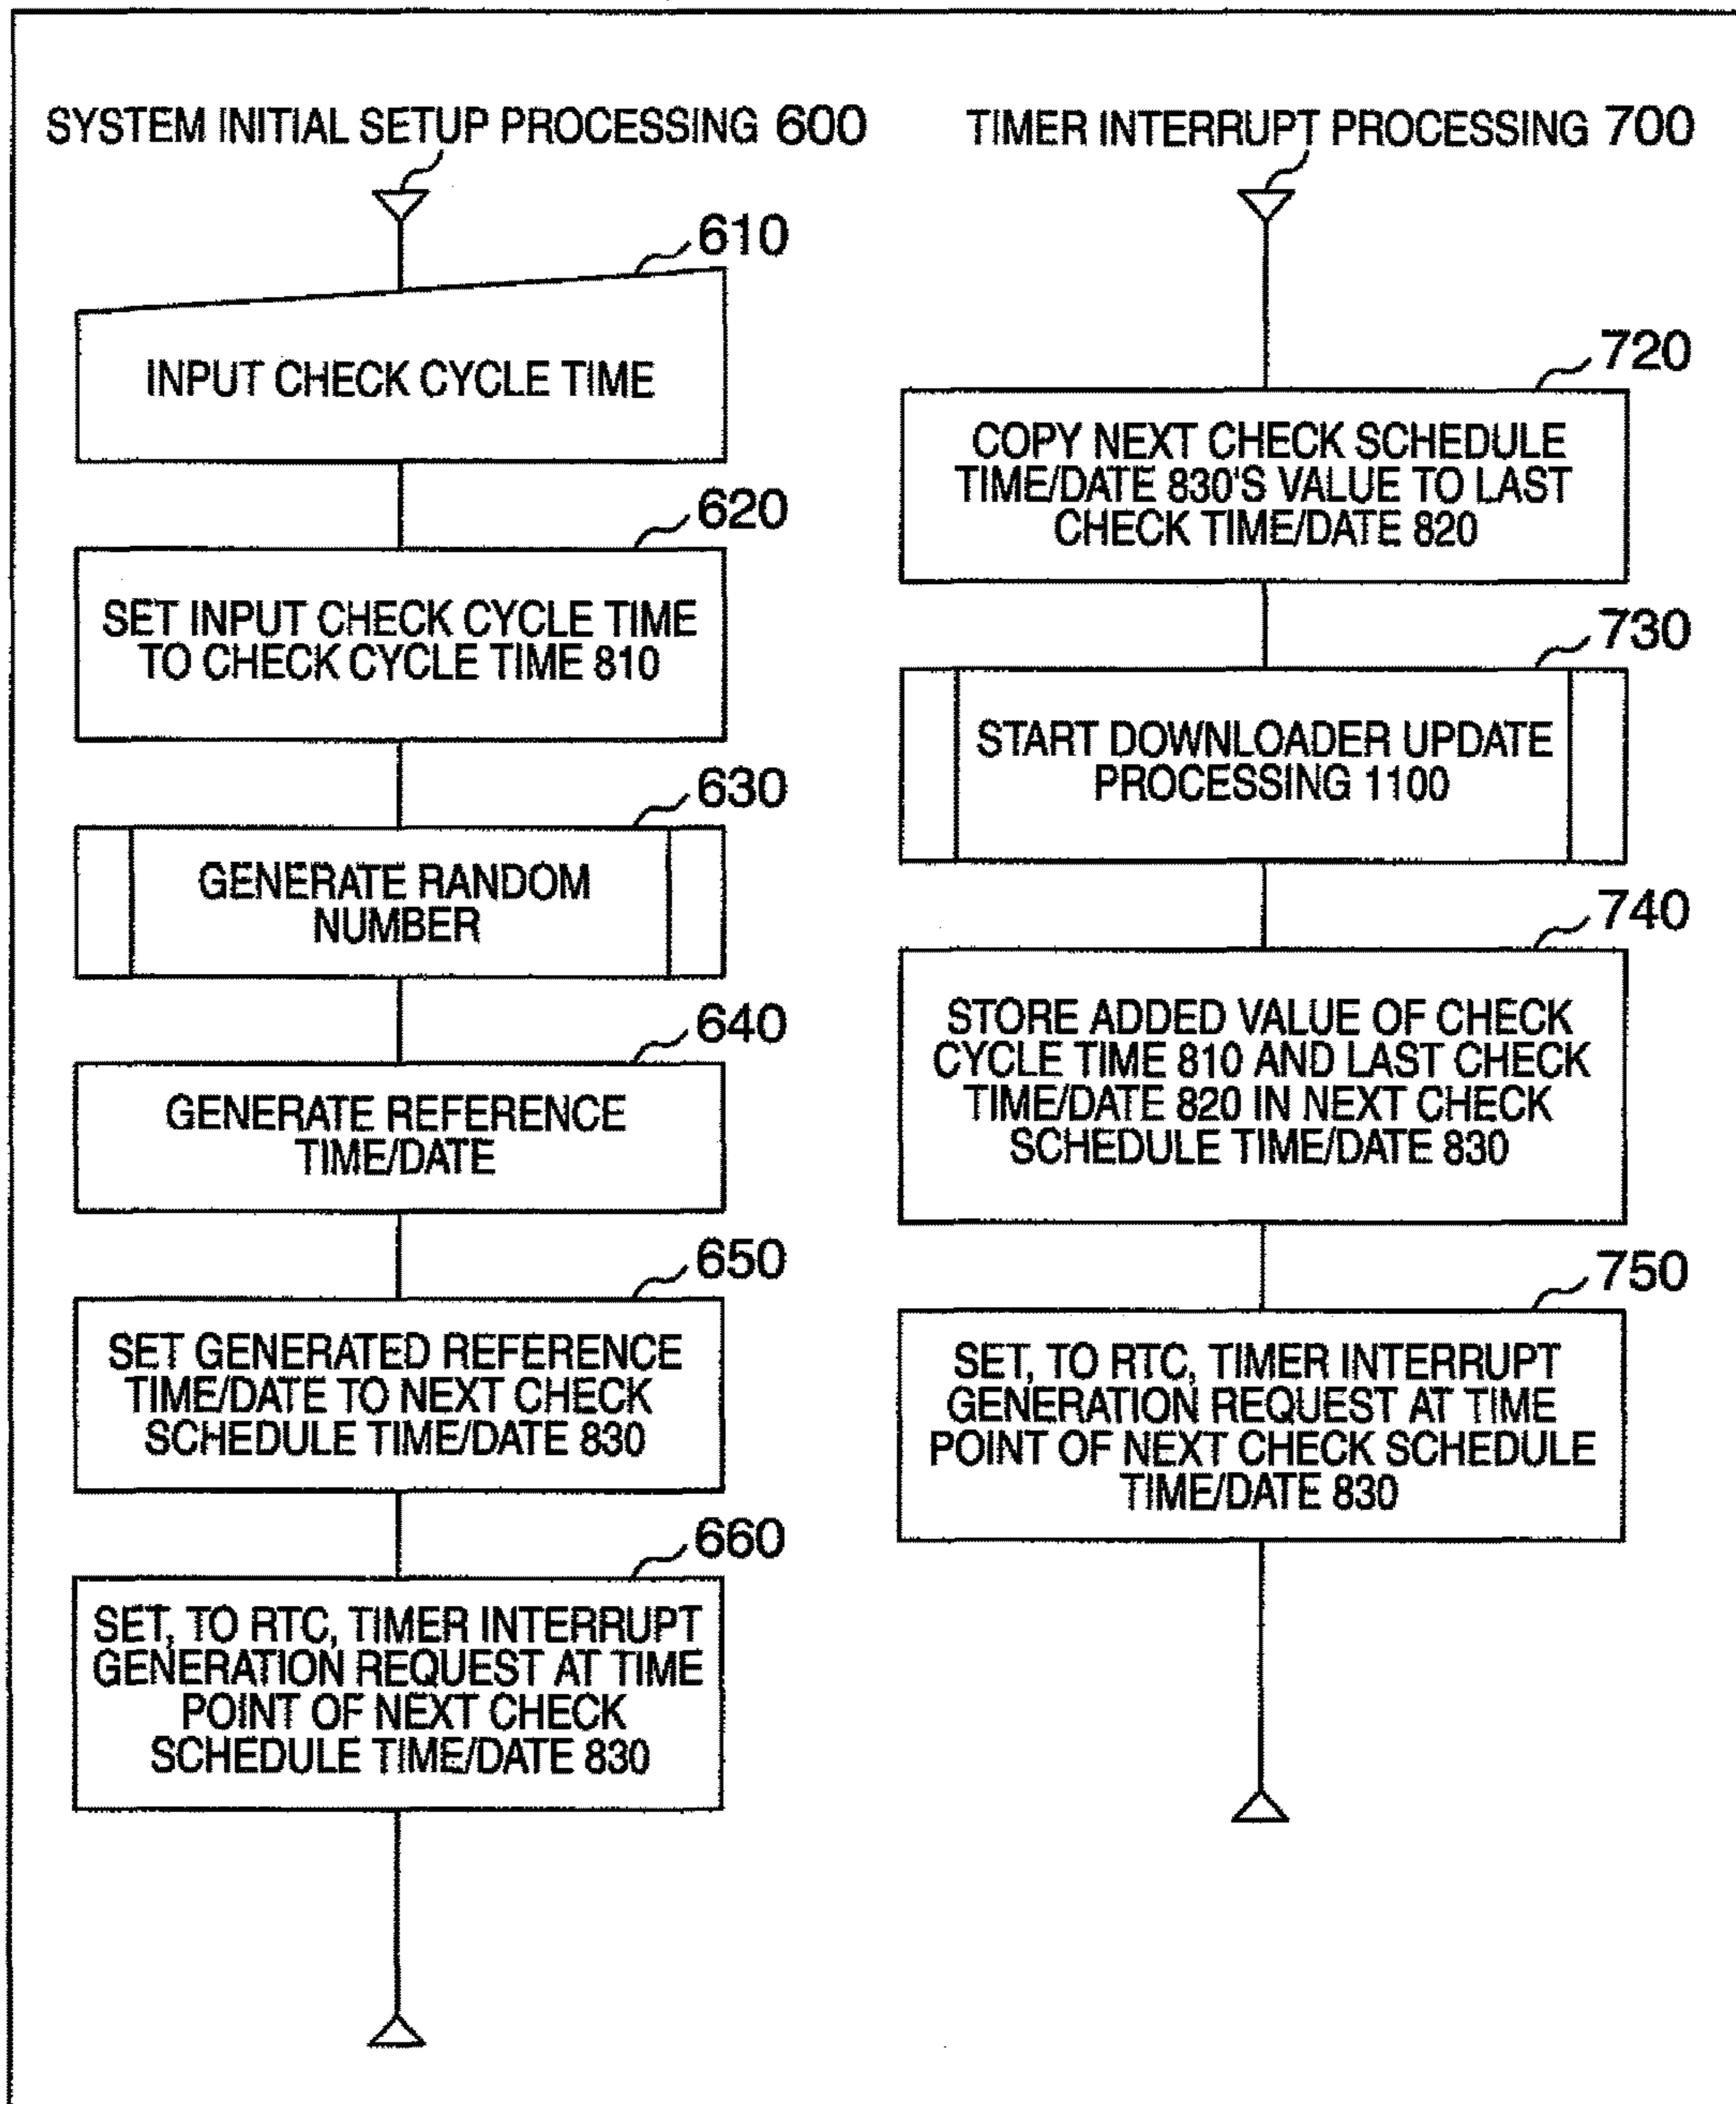 SYSTEM INITIAL SETUP PROCESSING 600
610
INPUT CHECK CYCLE TIME
620
SET INPUT CHECK CYCLE TIME
TO CHECK CYCLE TIME 810
630
GENERATE RANDOM
NUMBER
640
GENERATE REFERENCE
TIME/DATE
650
SET GENERATED REFERENCE
TIME/DATE TO NEXT CHECK
SCHEDULE TIME/DATE 830
660
SET, TO RTC, TIMER INTERRUPT
GENERATION REQUEST AT TIME
POINT OF NEXT CHECK
SCHEDULE TIME/DATE 830
TIMER INTERRUPT PROCESSING 700
720
COPY NEXT CHECK SCHEDULE
TIME/DATE 830'S VALUE TO LAST
CHECK TIME/DATE 820
730
START DOWNLOADER UPDATE
PROCESSING 1100
740
STORE ADDED VALUE OF CHECK
CYCLE TIME 810 AND LAST CHECK
TIME/DATE 820 IN NEXT CHECK
SCHEDULE TIME/DATE 830
750
SET, TO RTC, TIMER INTERRUPT
GENERATION REQUEST AT TIME
POINT OF NEXT CHECK SCHEDULE
TIME/DATE 830